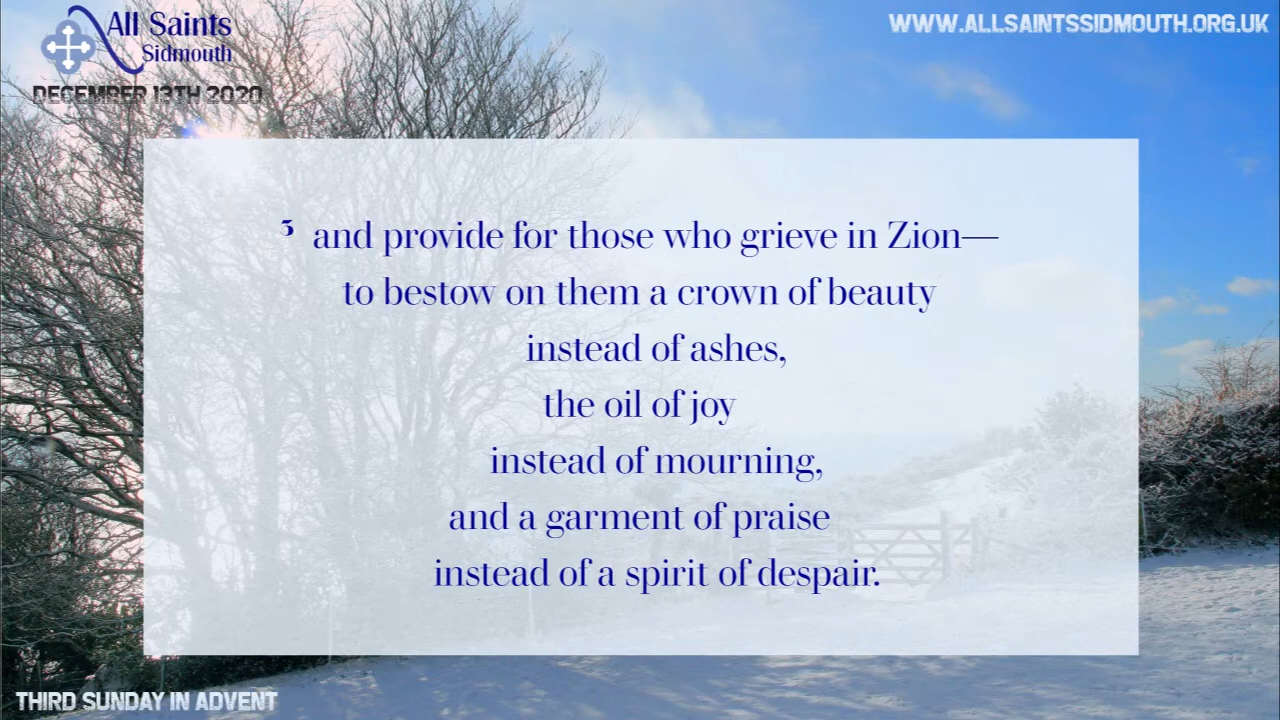 All Saints
Sidmouth
DECEMBER 13TH 2020
WWW.ALLSAINTSSIDMOUTH.ORG.UK
³ and provide for those who grieve in Zion—
to bestow on them a crown of beauty
instead of ashes,
the oil of joy
instead of mourning,
and a garment of praise
instead of a spirit of despair.
THIRD SUNDAY IN ADVENT